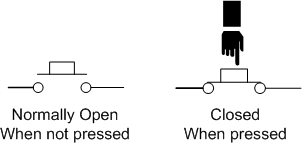 Normally Open
When not pressed
Closed
When pressed